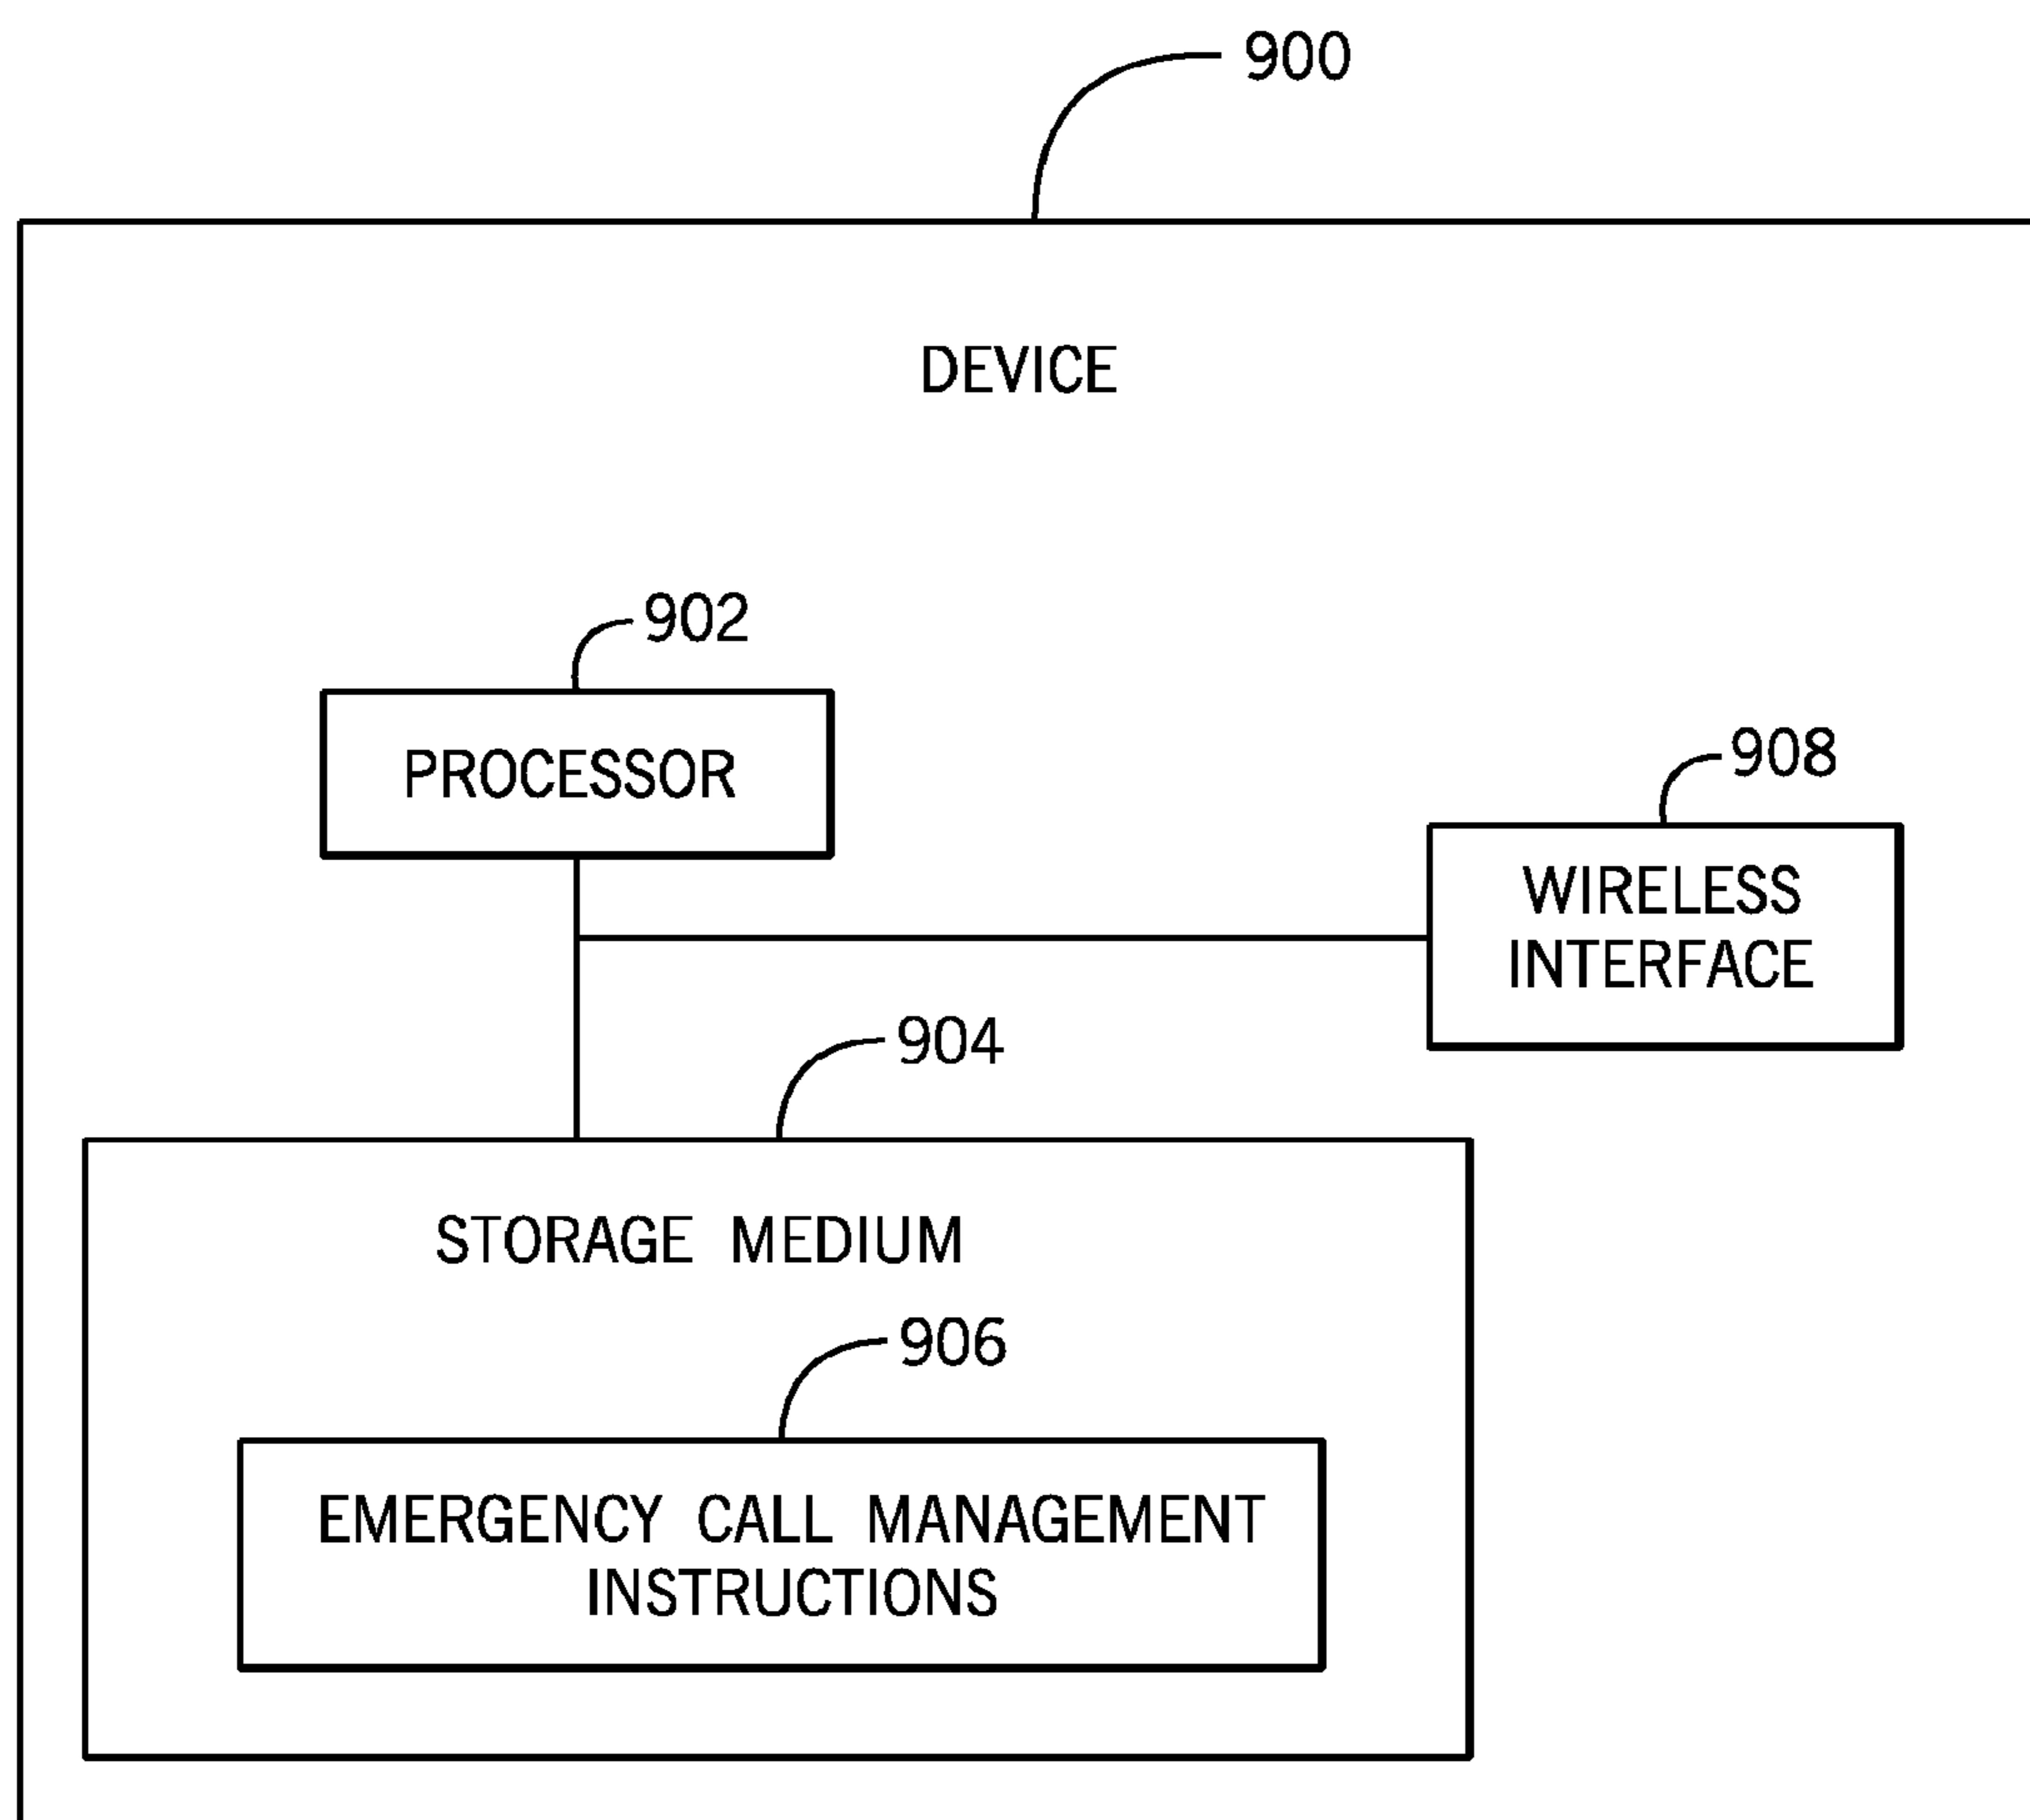 900
DEVICE
902
PROCESSOR
908
WIRELESS
INTERFACE
904
STORAGE MEDIUM
906
EMERGENCY CALL MANAGEMENT
INSTRUCTIONS